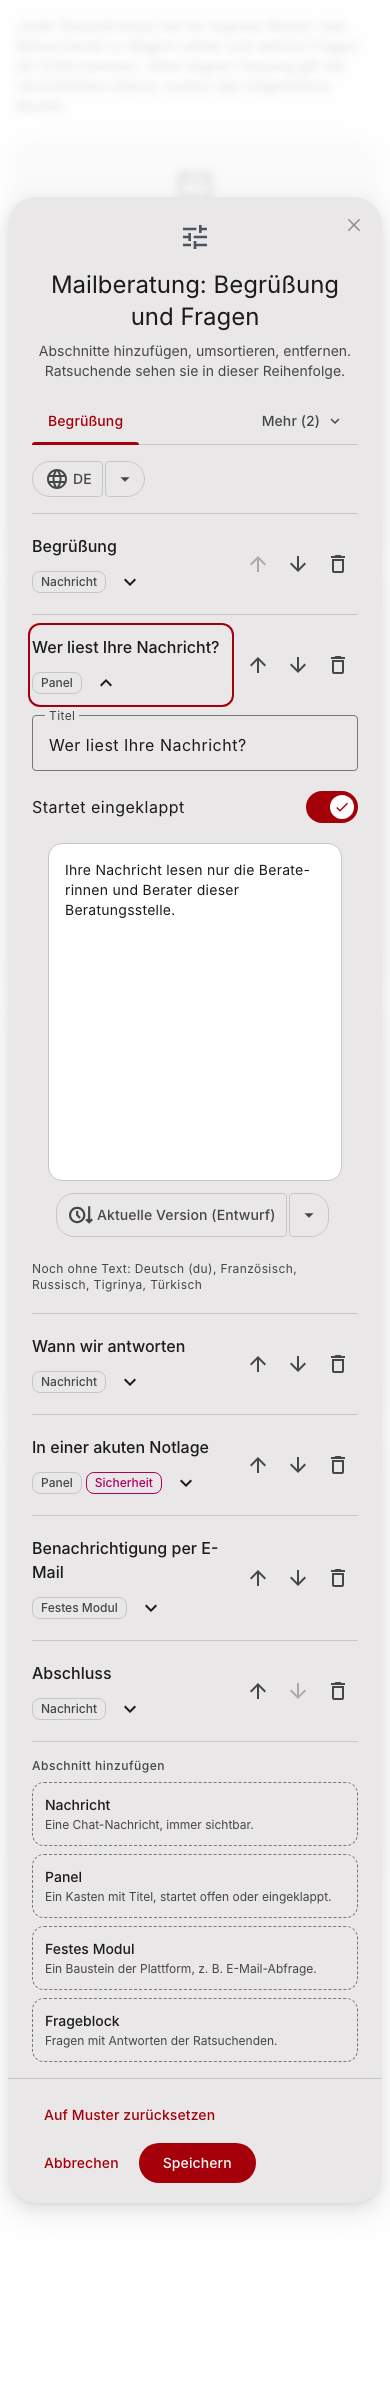 Mailberatung: Begrüßung
und Fragen
Abschnitte hinzufügen, umsortieren, entfernen.
Ratsuchende sehen sie in dieser Reihenfolge.
Begrüßung
Mehr (2)
DE
Begrüßung
Nachricht
Wer liest Ihre Nachricht?
Panel
Titel
Wer liest Ihre Nachricht?
Startet eingeklappt
Ihre Nachricht lesen nur die Berate-
rinnen und Berater dieser
Beratungsstelle.
Aktuelle Version (Entwurf)
Noch ohne Text: Deutsch (du), Französisch,
Russisch, Tigrinya, Türkisch
Wann wir antworten
Nachricht
In einer akuten Notlage
Panel Sicherheit
Benachrichtigung per E-
Mail
Festes Modul
Abschluss
Nachricht
Abschnitt hinzufügen
Nachricht
Eine Chat-Nachricht, immer sichtbar.
Panel
Ein Kasten mit Titel, startet offen oder eingeklappt.
Festes Modul
Ein Baustein der Plattform, z. B. E-Mail-Abfrage.
Frageblock
Fragen mit Antworten der Ratsuchenden.
Auf Muster zurücksetzen
Abbrechen
Speichern